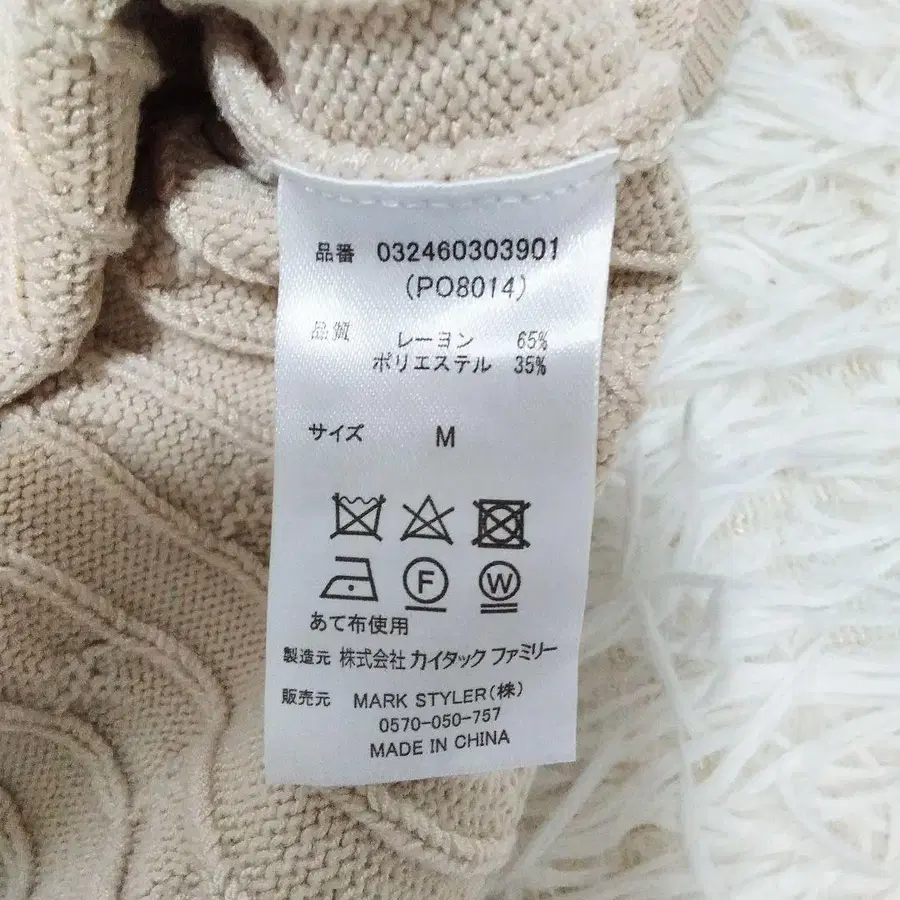 品番 032460303901
(PO8014)
品質 レーヨン 65%
ポリエステル 35%
サイズ M
F W
あて布使用
製造元 株式会社 カイタック ファミリー
販売元 MARK STYLER(株)
0570-050-757
MADE IN CHINA